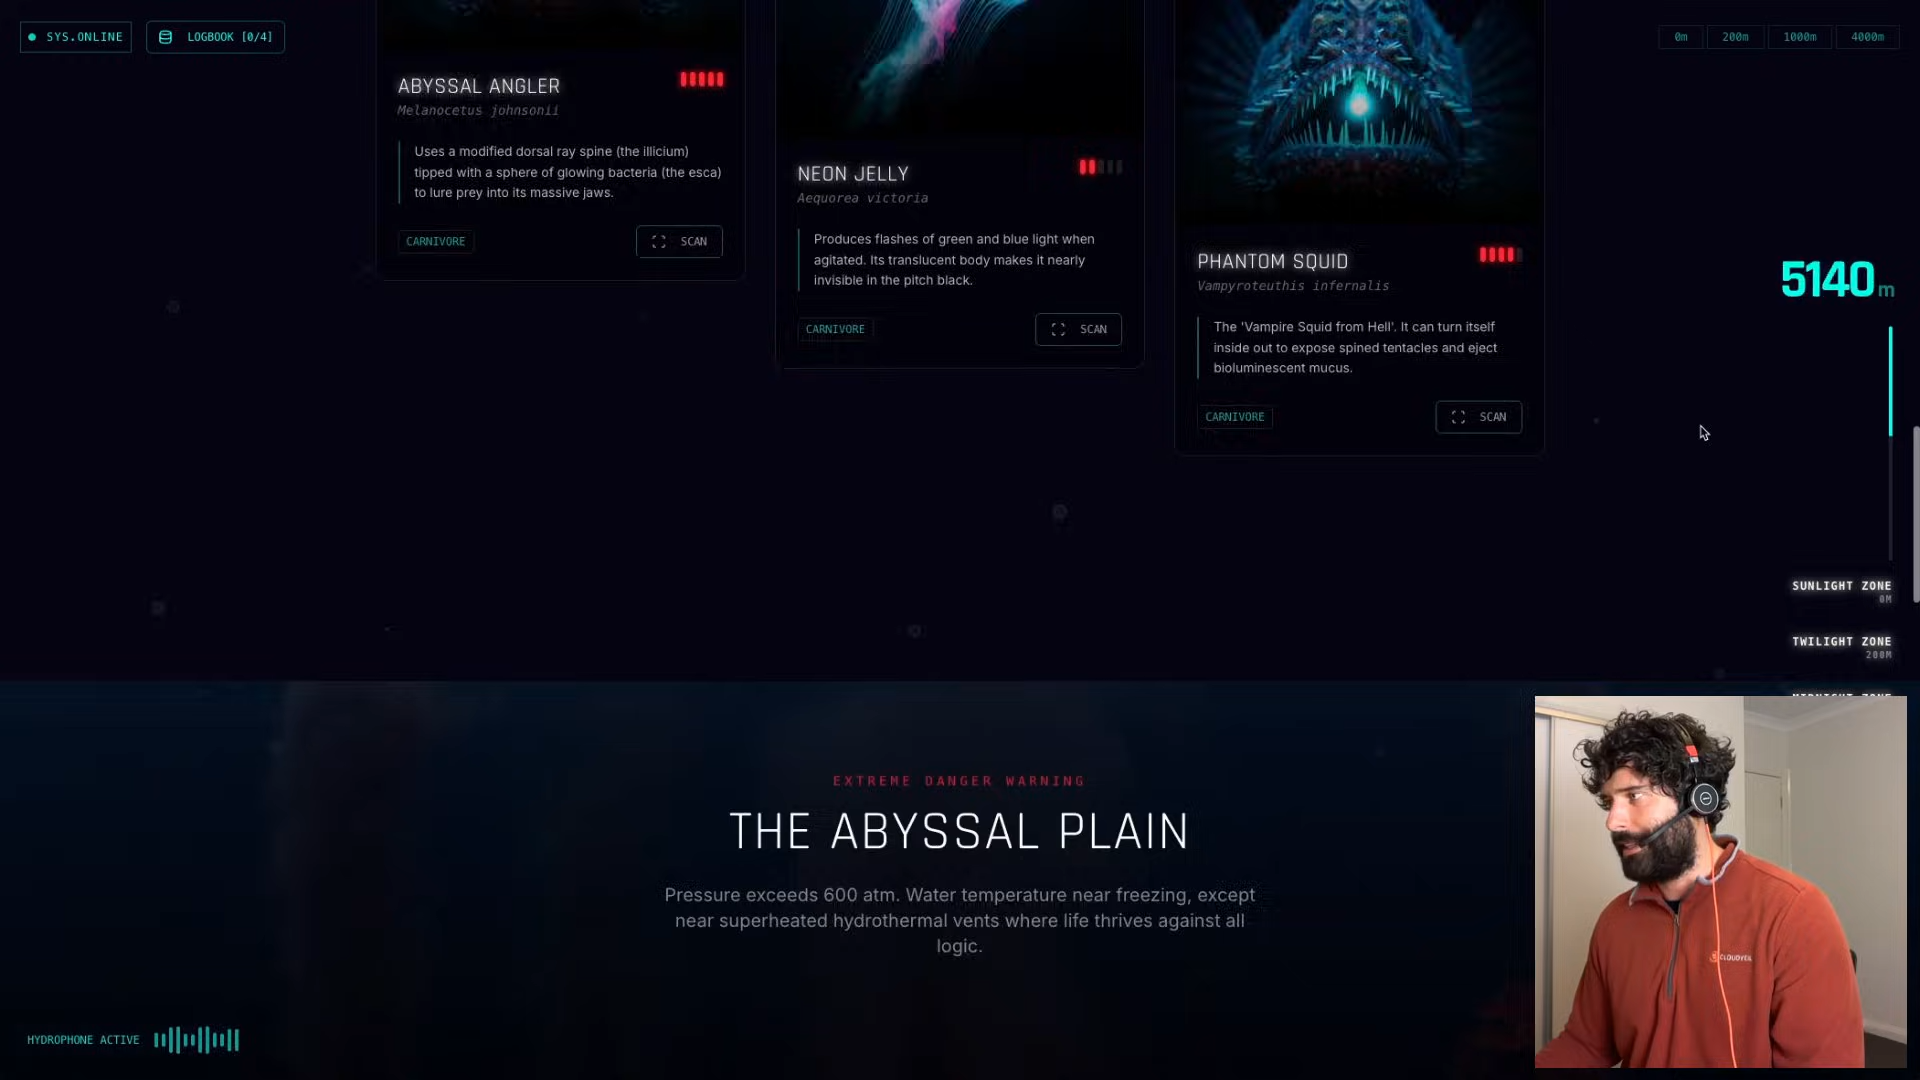 SYS.ONLINE
LOGBOOK [0/4]
0m
200m
1000m
4000m
ABYSSAL ANGLER
Melanocetus johnsonii
Uses a modified dorsal ray spine (the illicium)
tipped with a sphere of glowing bacteria (the esca)
to lure prey into its massive jaws.
CARNIVORE
SCAN
NEON JELLY
Aequorea victoria
Produces flashes of green and blue light when
agitated. Its translucent body makes it nearly
invisible in the pitch black.
CARNIVORE
SCAN
PHANTOM SQUID
Vampyroteuthis infernalis
The 'Vampire Squid from Hell'. It can turn itself
inside out to expose spined tentacles and eject
bioluminescent mucus.
CARNIVORE
SCAN
5140m
SUNLIGHT ZONE
0M
TWILIGHT ZONE
200M
EXTREME DANGER WARNING
THE ABYSSAL PLAIN
Pressure exceeds 600 atm. Water temperature near freezing, except
near superheated hydrothermal vents where life thrives against all
logic.
HYDROPHONE ACTIVE